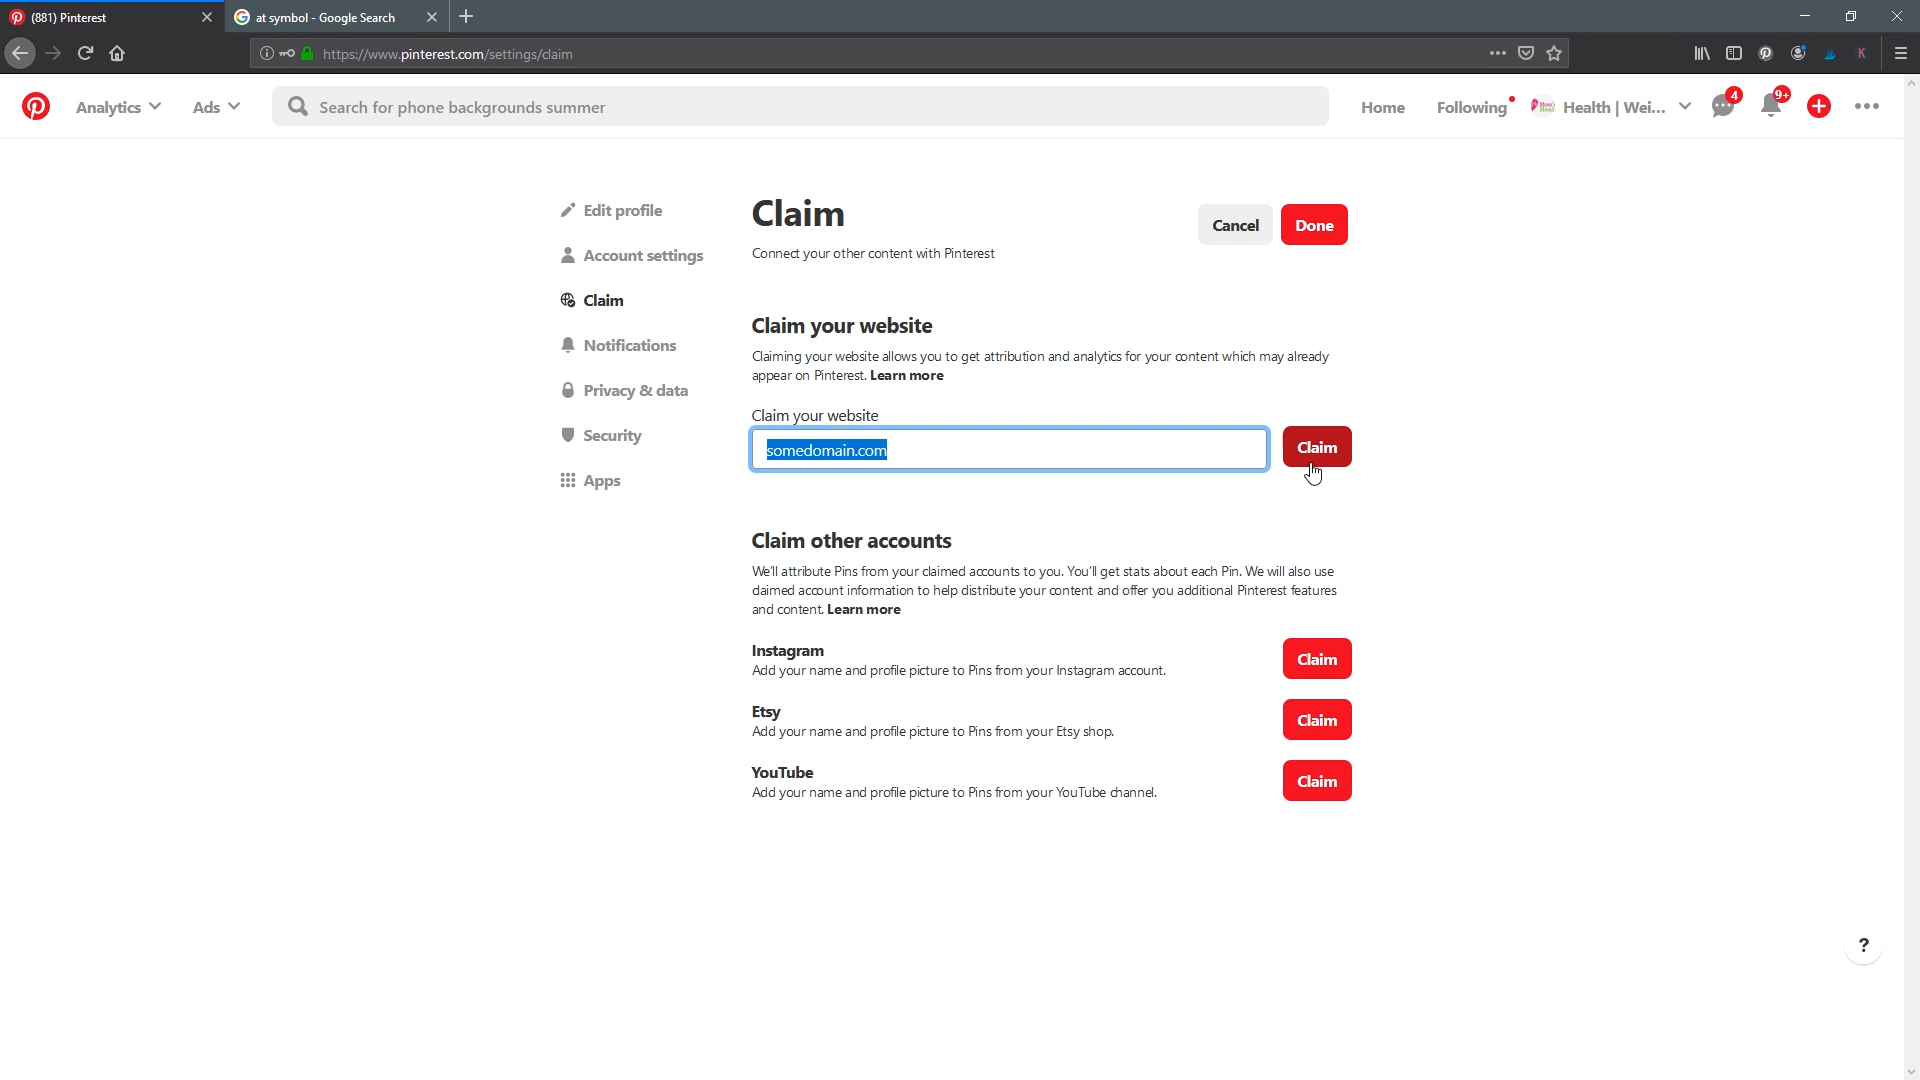 (881) Pinterest
at symbol - Google Search
https://www.pinterest.com/settings/claim
K
Analytics
Ads
Search for phone backgrounds summer
Home
Following
Health | Wei...
4
9+
Edit profile
Account settings
Claim
Notifications
Privacy & data
Security
Apps
Claim
Cancel
Done
Connect your other content with Pinterest
Claim your website
Claiming your website allows you to get attribution and analytics for your content which may already
appear on Pinterest. Learn more
Claim your website
somedomain.com
Claim
Claim other accounts
We'll attribute Pins from your claimed accounts to you. You'll get stats about each Pin. We will also use
claimed account information to help distribute your content and offer you additional Pinterest features
and content. Learn more
Instagram
Add your name and profile picture to Pins from your Instagram account.
Claim
Etsy
Add your name and profile picture to Pins from your Etsy shop.
Claim
YouTube
Add your name and profile picture to Pins from your YouTube channel.
Claim
?